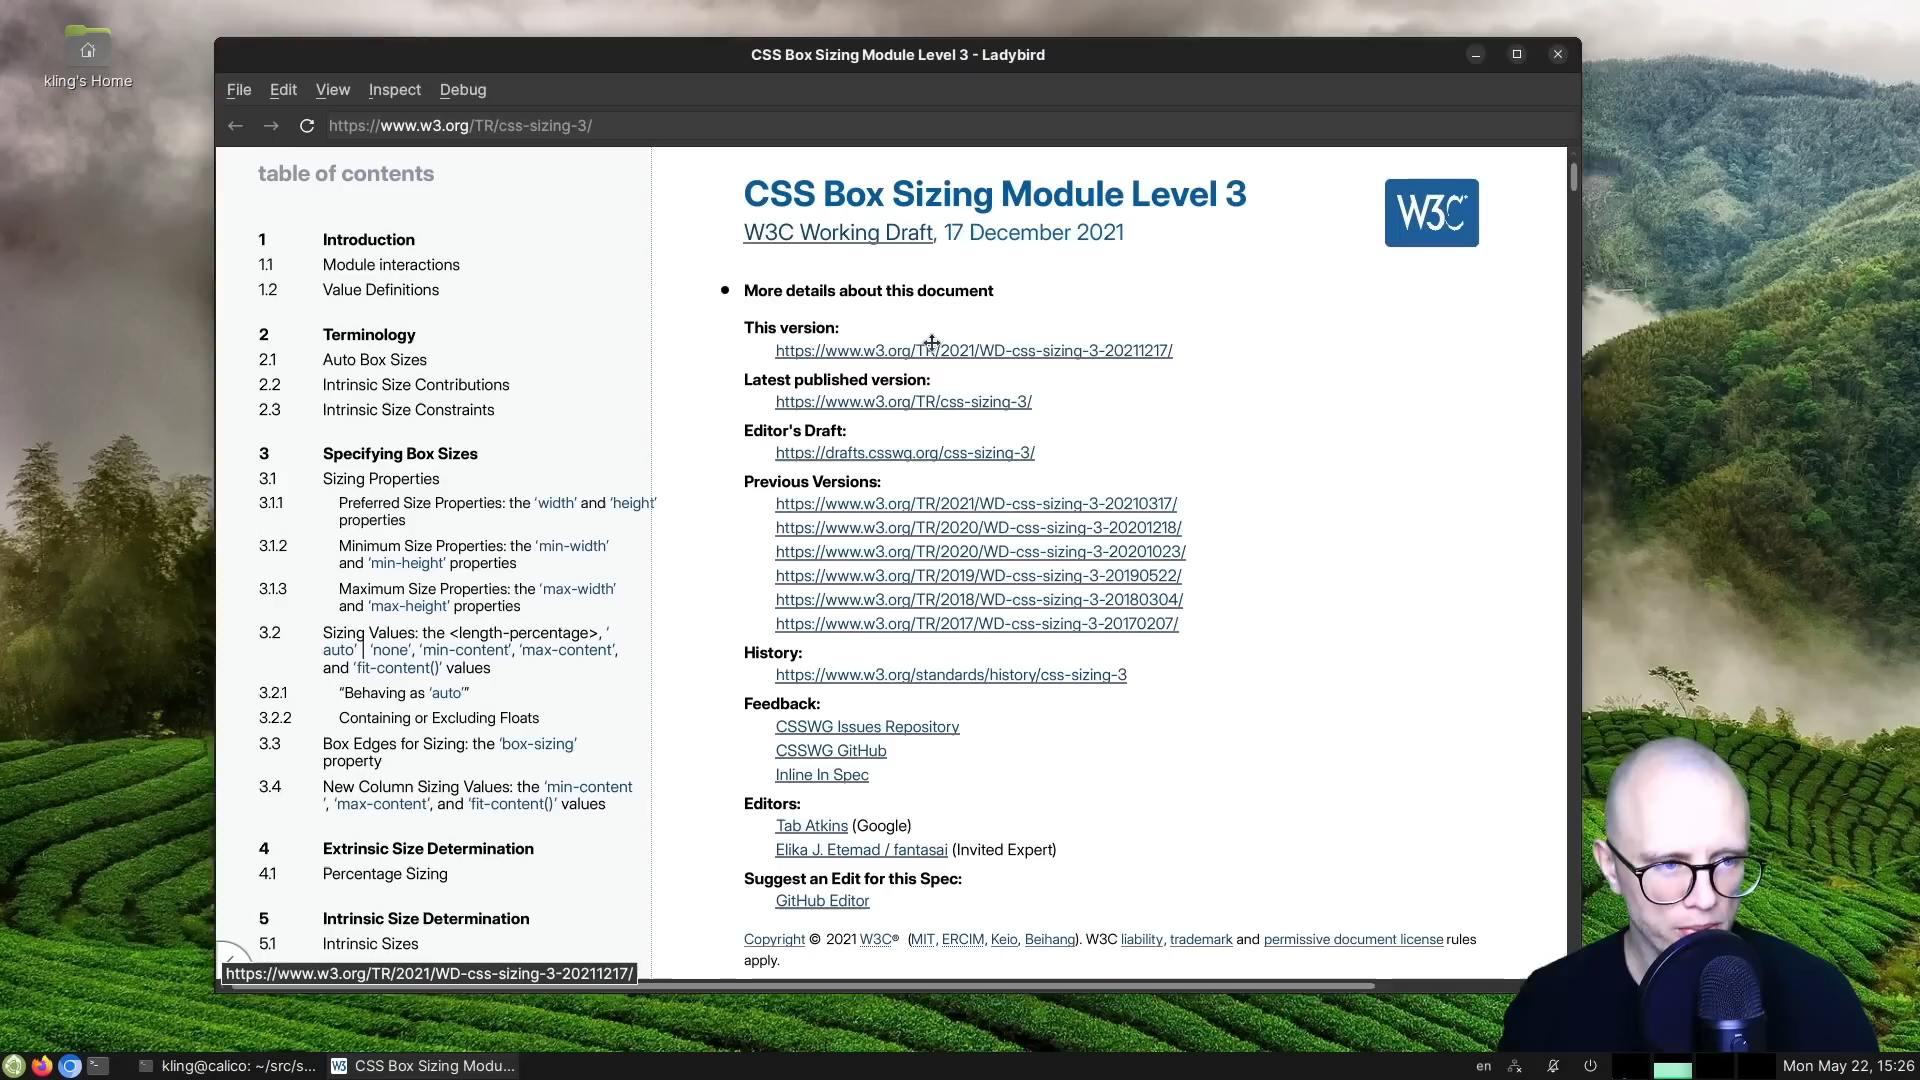 kling's Home
CSS Box Sizing Module Level 3 - Ladybird
File Edit View Inspect Debug
https://www.w3.org/TR/css-sizing-3/
table of contents
1 Introduction
1.1 Module interactions
1.2 Value Definitions
2 Terminology
2.1 Auto Box Sizes
2.2 Intrinsic Size Contributions
2.3 Intrinsic Size Constraints
3 Specifying Box Sizes
3.1 Sizing Properties
3.1.1 Preferred Size Properties: the ‘width’ and ‘height’
properties
3.1.2 Minimum Size Properties: the ‘min-width’
and ‘min-height’ properties
3.1.3 Maximum Size Properties: the ‘max-width’
and ‘max-height’ properties
3.2 Sizing Values: the <length-percentage>, ‘
auto’ | ‘none’, ‘min-content’, ‘max-content’,
and ‘fit-content()’ values
3.2.1 “Behaving as ‘auto’”
3.2.2 Containing or Excluding Floats
3.3 Box Edges for Sizing: the ‘box-sizing’
property
3.4 New Column Sizing Values: the ‘min-content
’, ‘max-content’, and ‘fit-content()’ values
4 Extrinsic Size Determination
4.1 Percentage Sizing
5 Intrinsic Size Determination
5.1 Intrinsic Sizes
https://www.w3.org/TR/2021/WD-css-sizing-3-20211217/
CSS Box Sizing Module Level 3
W3C Working Draft, 17 December 2021
W3C
More details about this document
This version:
https://www.w3.org/TR/2021/WD-css-sizing-3-20211217/
Latest published version:
https://www.w3.org/TR/css-sizing-3/
Editor's Draft:
https://drafts.csswg.org/css-sizing-3/
Previous Versions:
https://www.w3.org/TR/2021/WD-css-sizing-3-20210317/
https://www.w3.org/TR/2020/WD-css-sizing-3-20201218/
https://www.w3.org/TR/2020/WD-css-sizing-3-20201023/
https://www.w3.org/TR/2019/WD-css-sizing-3-20190522/
https://www.w3.org/TR/2018/WD-css-sizing-3-20180304/
https://www.w3.org/TR/2017/WD-css-sizing-3-20170207/
History:
https://www.w3.org/standards/history/css-sizing-3
Feedback:
CSSWG Issues Repository
CSSWG GitHub
Inline In Spec
Editors:
Tab Atkins (Google)
Elika J. Etemad / fantasai (Invited Expert)
Suggest an Edit for this Spec:
GitHub Editor
Copyright © 2021 W3C® (MIT, ERCIM, Keio, Beihang). W3C liability, trademark and permissive document license rules
apply.
kling@calico: ~/src/s...
W3 CSS Box Sizing Modu...
en
Mon May 22, 15:26